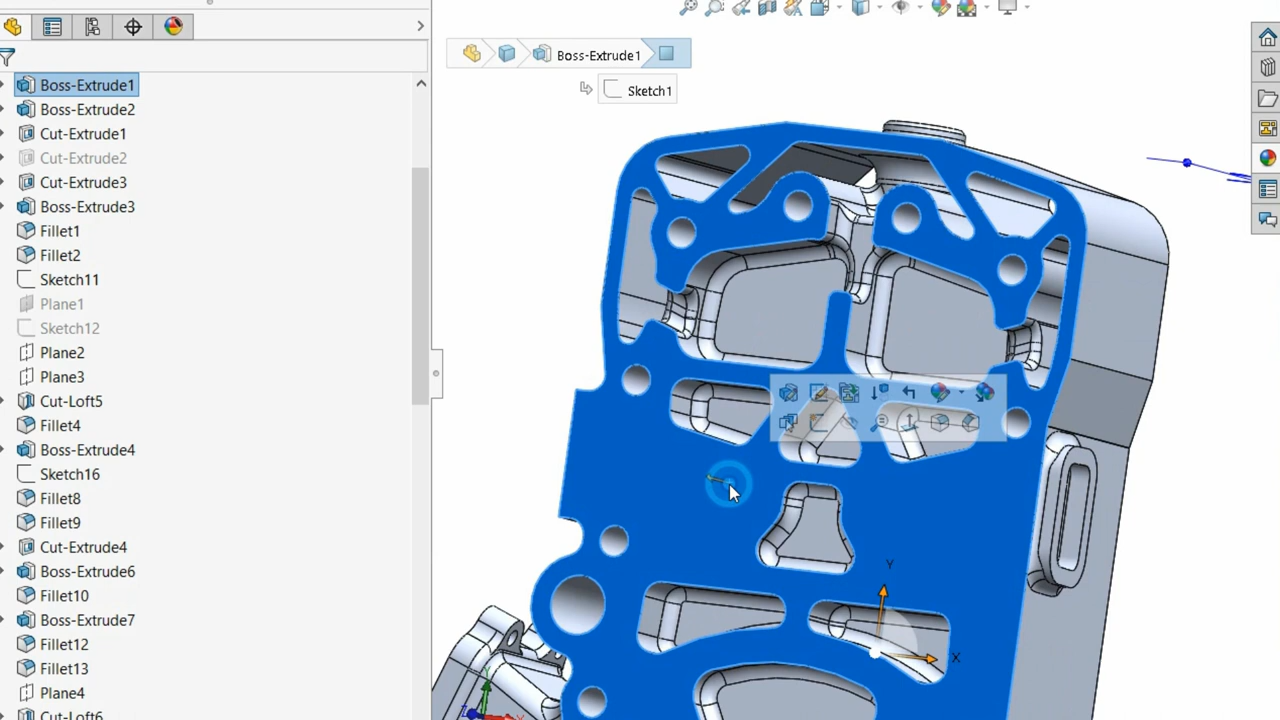 Boss-Extrude1
Sketch1
Boss-Extrude1
Boss-Extrude2
Cut-Extrude1
Cut-Extrude2
Cut-Extrude3
Boss-Extrude3
Fillet1
Fillet2
Sketch11
Plane1
Sketch12
Plane2
Plane3
Cut-Loft5
Fillet4
Boss-Extrude4
Sketch16
Fillet8
Fillet9
Cut-Extrude4
Boss-Extrude6
Fillet10
Boss-Extrude7
Fillet12
Fillet13
Plane4
Cut-Loft6
Y
X
Y
Z